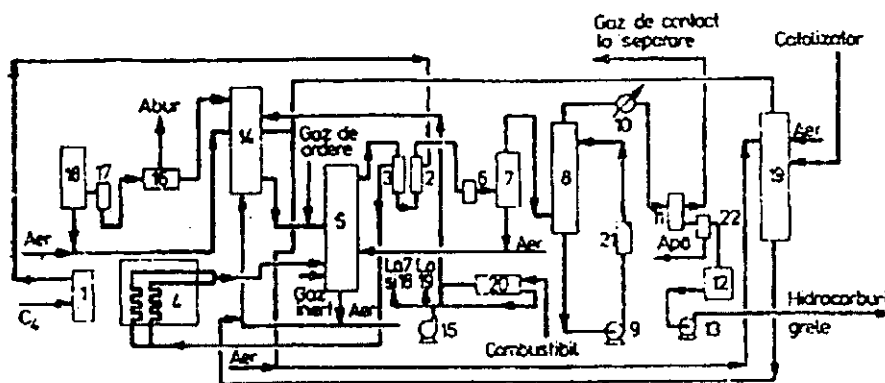 Gaz de contact
la separare
Catalizator
Abur
Gaz de
ardere
10
14
18
17
16
3
2
6
7
8
Aer
19
5
11
22
21
Apă
Aer
Aer
La 7
și 18
La
19
20
12
1
4
Gaz
inert
Aer
C4
15
9
13
Hidrocarburi
grele
Combustibil
Aer